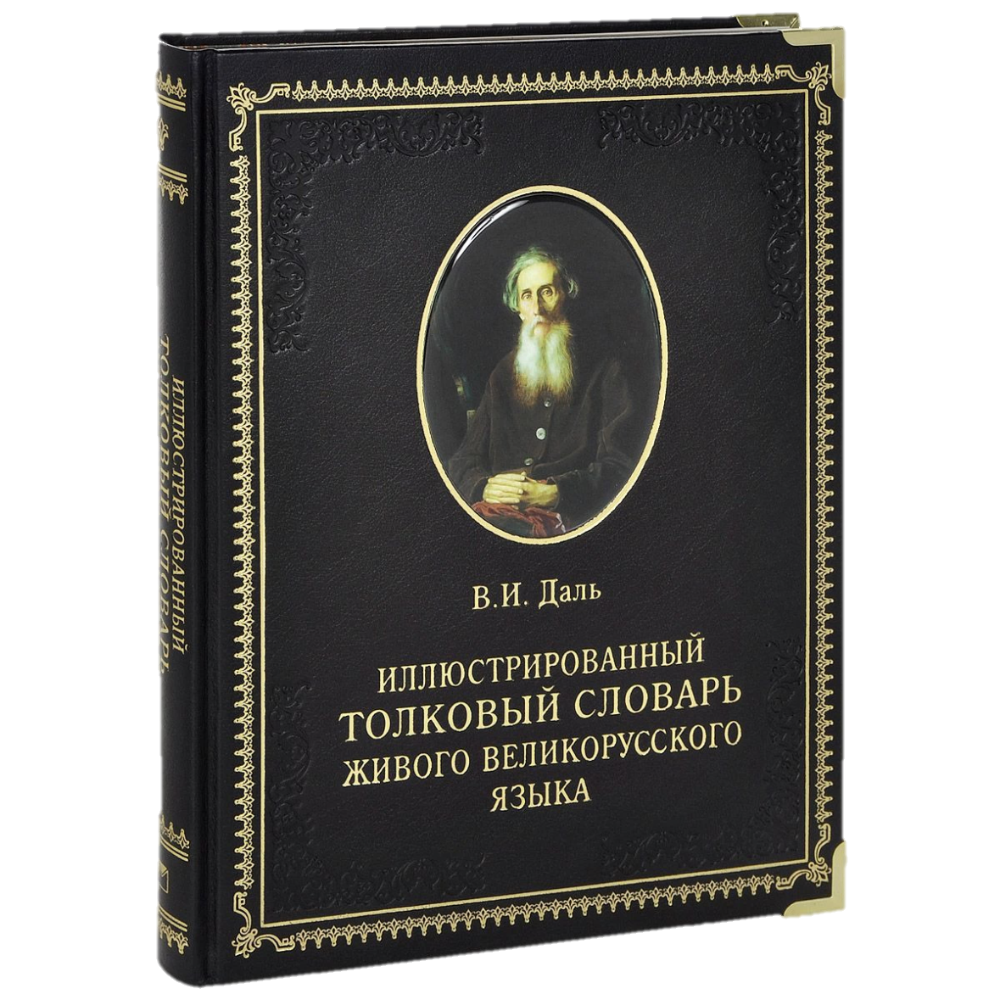 В.И. Даль
ИЛЛЮСТРИРОВАННЫЙ
ТОЛКОВЫЙ СЛОВАРЬ
ЖИВОГО ВЕЛИКОРУССКОГО
ЯЗЫКА
ИЛЛЮСТРИРОВАННЫЙ
ТОЛКОВЫЙ СЛОВАРЬ